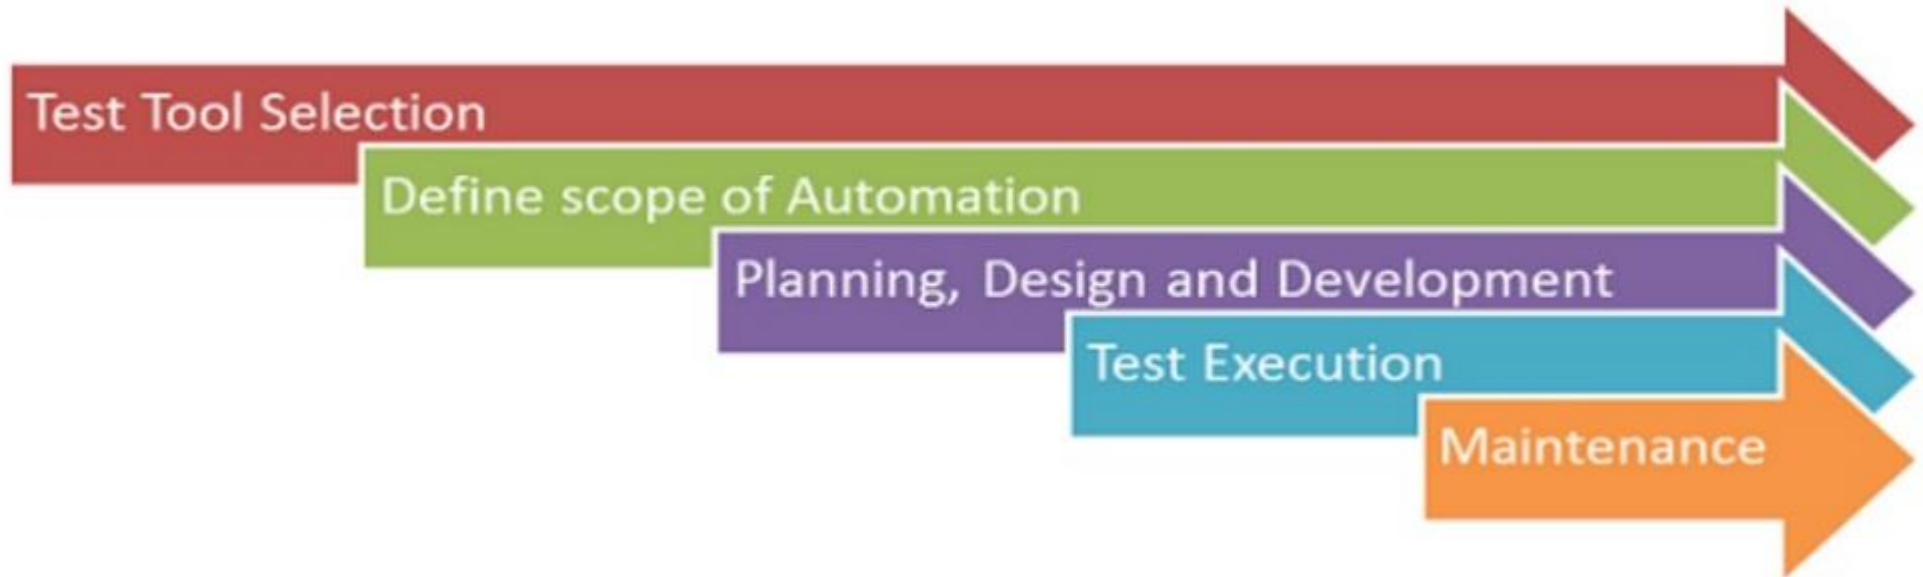 Test Tool Selection
Define scope of Automation
Planning, Design and Development
Test Execution
Maintenance